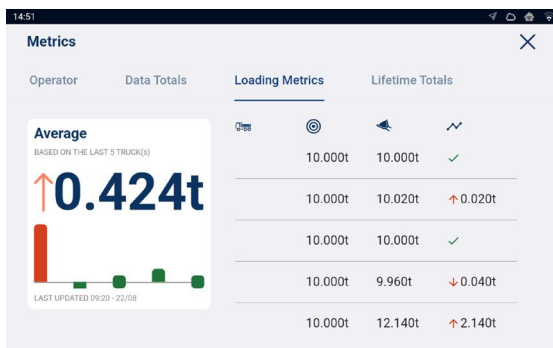 14:51
Metrics
Operator Data Totals Loading Metrics Lifetime Totals
Average
BASED ON THE LAST 5 TRUCK(s)
↑0.424t
LAST UPDATED 09:20 - 22/08
10.000t 10.000t ✓
10.000t 10.020t ↑0.020t
10.000t 10.000t ✓
10.000t 9.960t ↓0.040t
10.000t 12.140t ↑2.140t